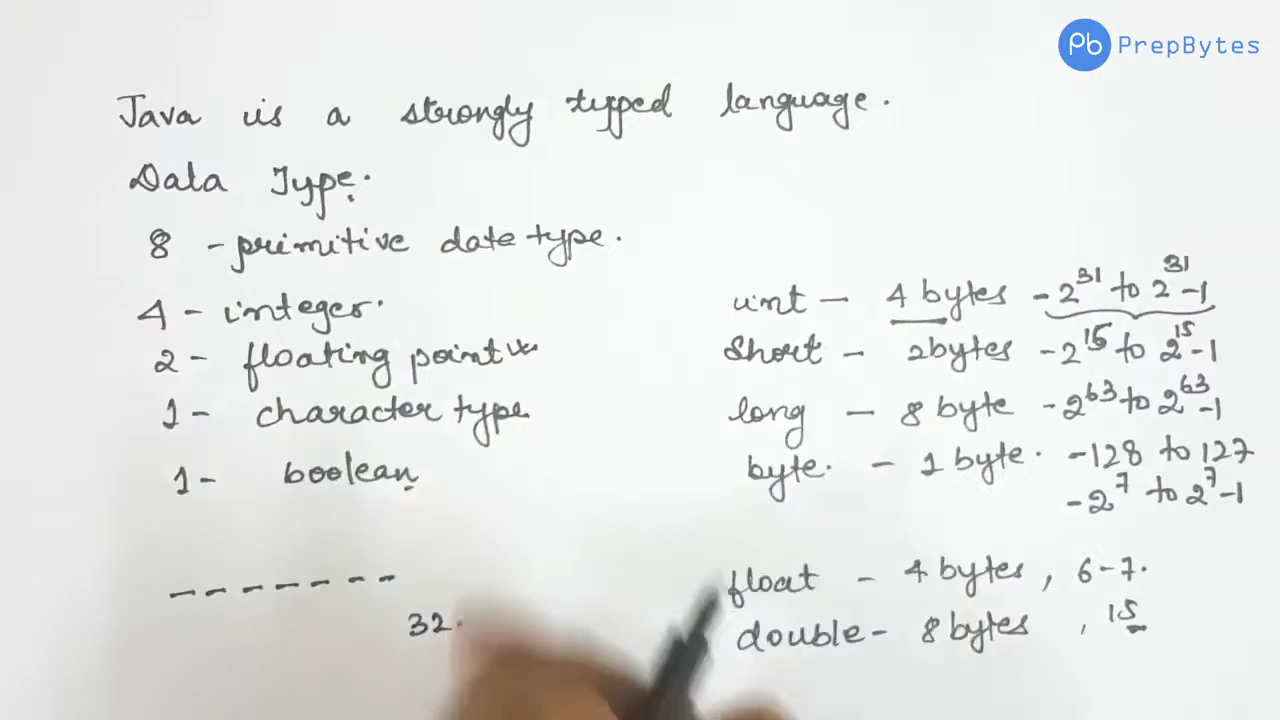 Pb PrepBytes
Java is a strongly typed language.
Data Type.
8 - primitive date type.
4 - integer.
2 - floating point
1 - character type
1 - boolean
32.
int - 4 bytes -2^31 to 2^31-1
Short - 2bytes -2^15 to 2^15-1
long - 8 byte -2^63 to 2^63-1
byte. - 1 byte. -128 to 127
-2^7 to 2^7-1
float - 4 bytes, 6-7.
double - 8 bytes, 15